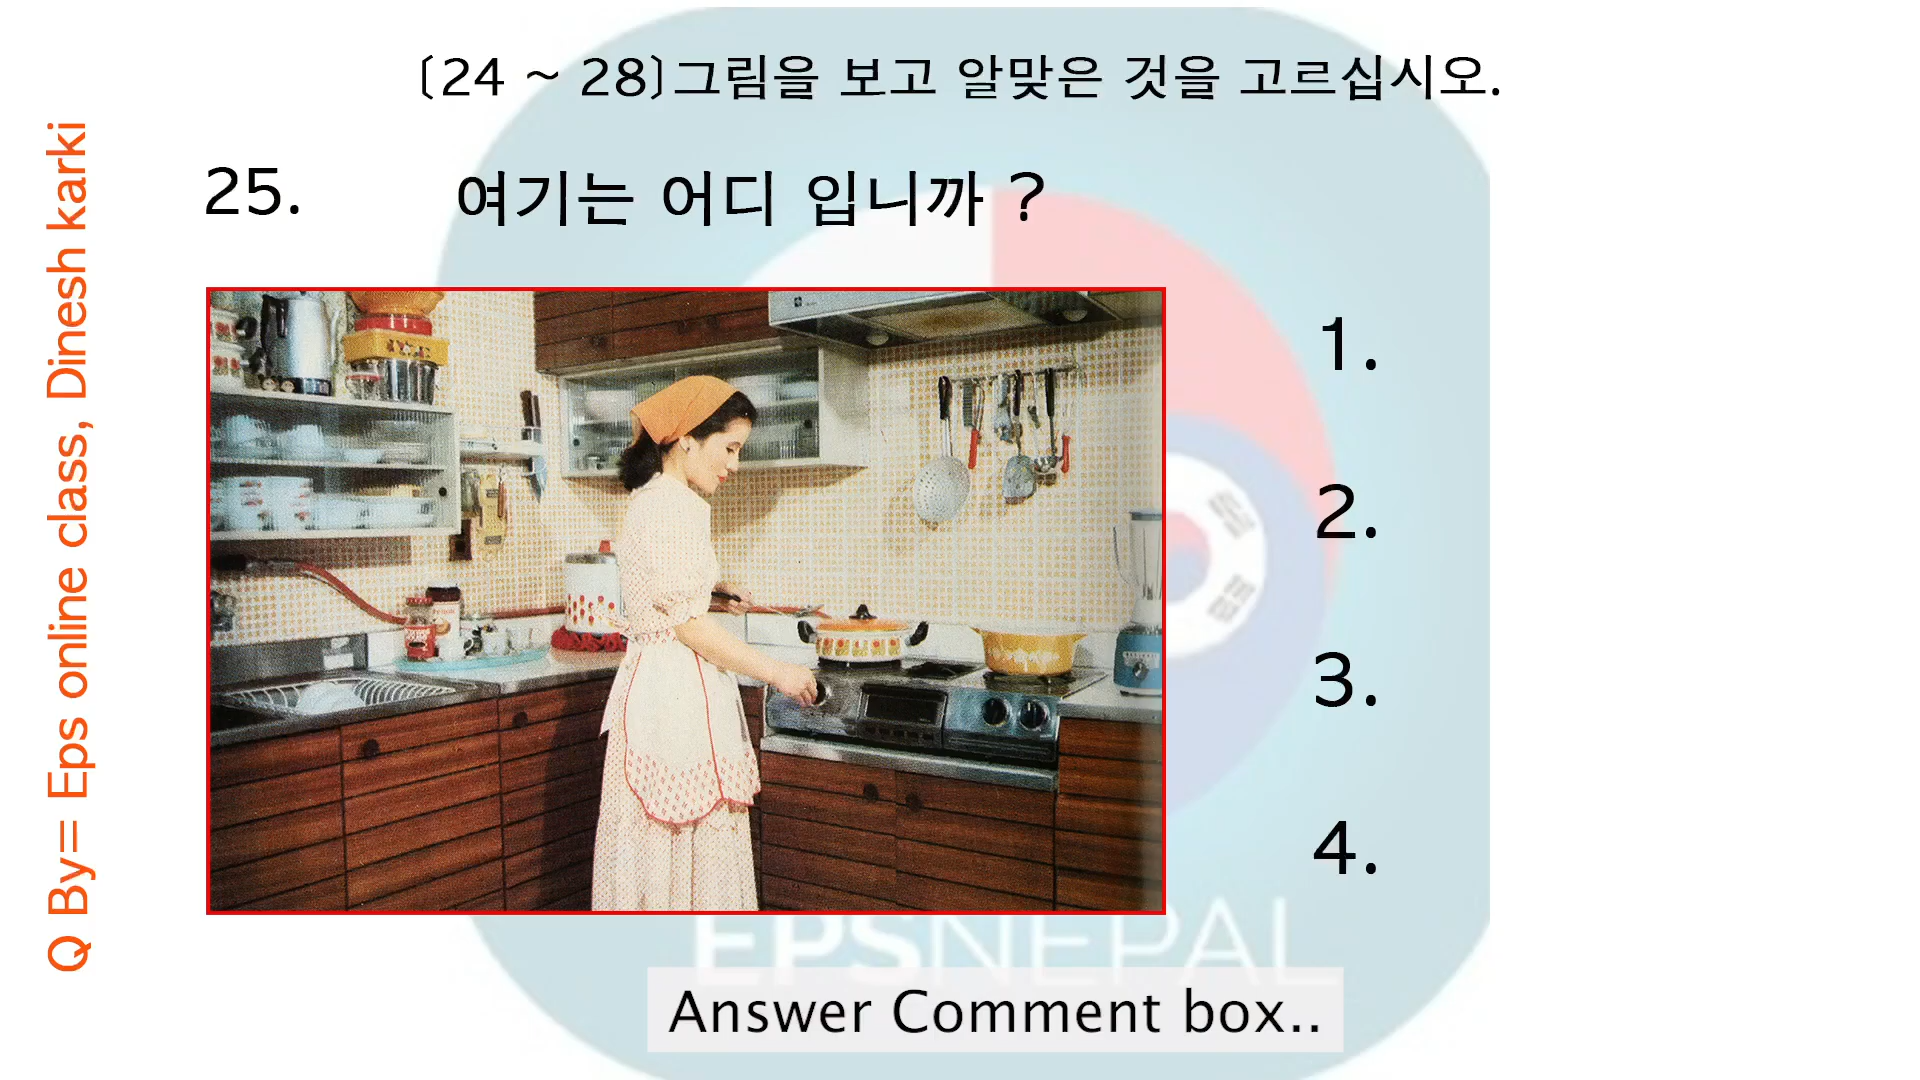 [24 ~ 28]그림을 보고 알맞은 것을 고르십시오.
25. 여기는 어디 입니까 ?
1.
2.
3.
4.
Q By= Eps online class, Dinesh karki
EPSNEPAL
Answer Comment box..